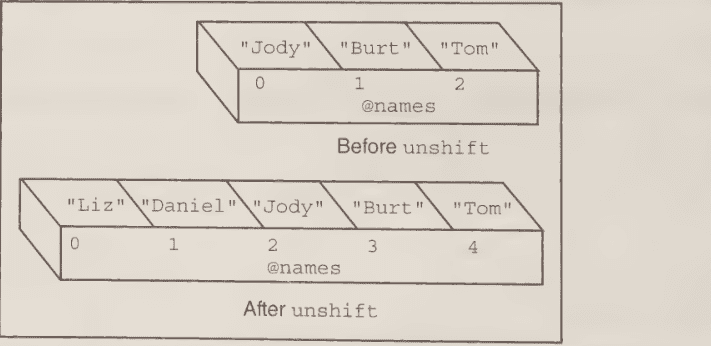 "Jody" "Burt" "Tom"
0 1 2
@names
Before unshift
"Liz" "Daniel" "Jody" "Burt" "Tom"
0 1 2 3 4
@names
After unshift